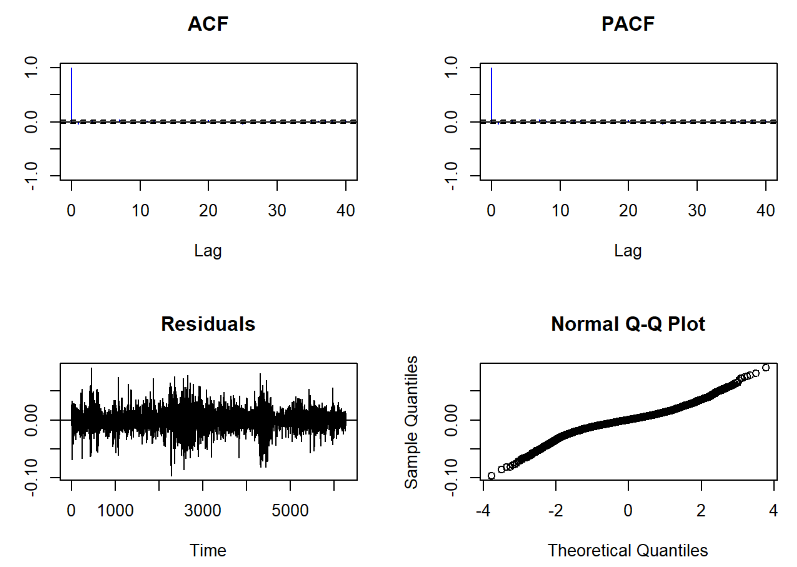 ACF
1.0
0.0
-1.0
0 10 20 30 40
Lag
PACF
1.0
0.0
-1.0
0 10 20 30 40
Lag
Residuals
0.00
-0.10
0 1000 3000 5000
Time
Normal Q-Q Plot
Sample Quantiles
0.00
-0.10
-4 -2 0 2 4
Theoretical Quantiles